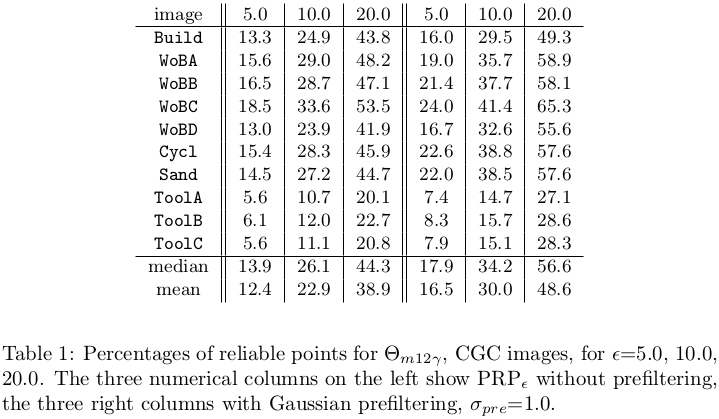 image 5.0 10.0 20.0 5.0 10.0 20.0
Build 13.3 24.9 43.8 16.0 29.5 49.3
WoBA 15.6 29.0 48.2 19.0 35.7 58.9
WoBB 16.5 28.7 47.1 21.4 37.7 58.1
WoBC 18.5 33.6 53.5 24.0 41.4 65.3
WoBD 13.0 23.9 41.9 16.7 32.6 55.6
Cycl 15.4 28.3 45.9 22.6 38.8 57.6
Sand 14.5 27.2 44.7 22.0 38.5 57.6
ToolA 5.6 10.7 20.1 7.4 14.7 27.1
ToolB 6.1 12.0 22.7 8.3 15.7 28.6
ToolC 5.6 11.1 20.8 7.9 15.1 28.3
median 13.9 26.1 44.3 17.9 34.2 56.6
mean 12.4 22.9 38.9 16.5 30.0 48.6
Table 1: Percentages of reliable points for Θm12γ, CGC images, for ϵ=5.0, 10.0,
20.0. The three numerical columns on the left show PRPϵ without prefiltering,
the three right columns with Gaussian prefiltering, σpre=1.0.